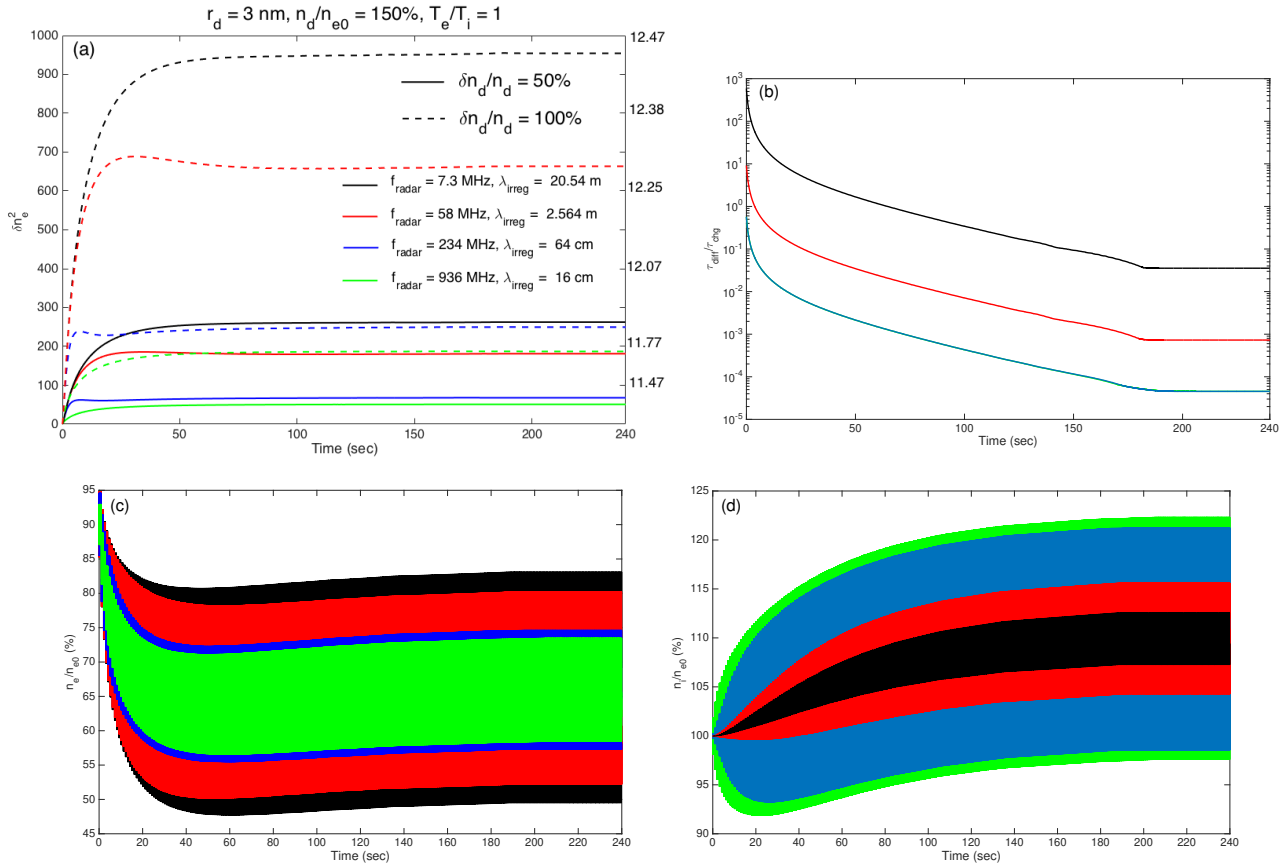 r_d = 3 nm, n_d/n_e0 = 150%, T_e/T_i = 1
(a)
1000
900
800
700
600
500
400
300
200
100
0
δn_e^2
12.47
12.38
12.25
12.07
11.77
11.47
δn_d/n_d = 50%
δn_d/n_d = 100%
f_radar = 7.3 MHz, λ_irreg = 20.54 m
f_radar = 58 MHz, λ_irreg = 2.564 m
f_radar = 234 MHz, λ_irreg = 64 cm
f_radar = 936 MHz, λ_irreg = 16 cm
0 50 100 150 200 240
Time (sec)
(b)
10^3
10^2
10^1
10^0
10^-1
10^-2
10^-3
10^-4
10^-5
τ_diff/τ_chg
0 50 100 150 200 240
Time (sec)
(c)
95
90
85
80
75
70
65
60
55
50
45
n_e/n_e0 (%)
0 20 40 60 80 100 120 140 160 180 200 220 240
Time (sec)
(d)
125
120
115
110
105
100
95
90
n_i/n_e0 (%)
0 20 40 60 80 100 120 140 160 180 200 220 240
Time (sec)